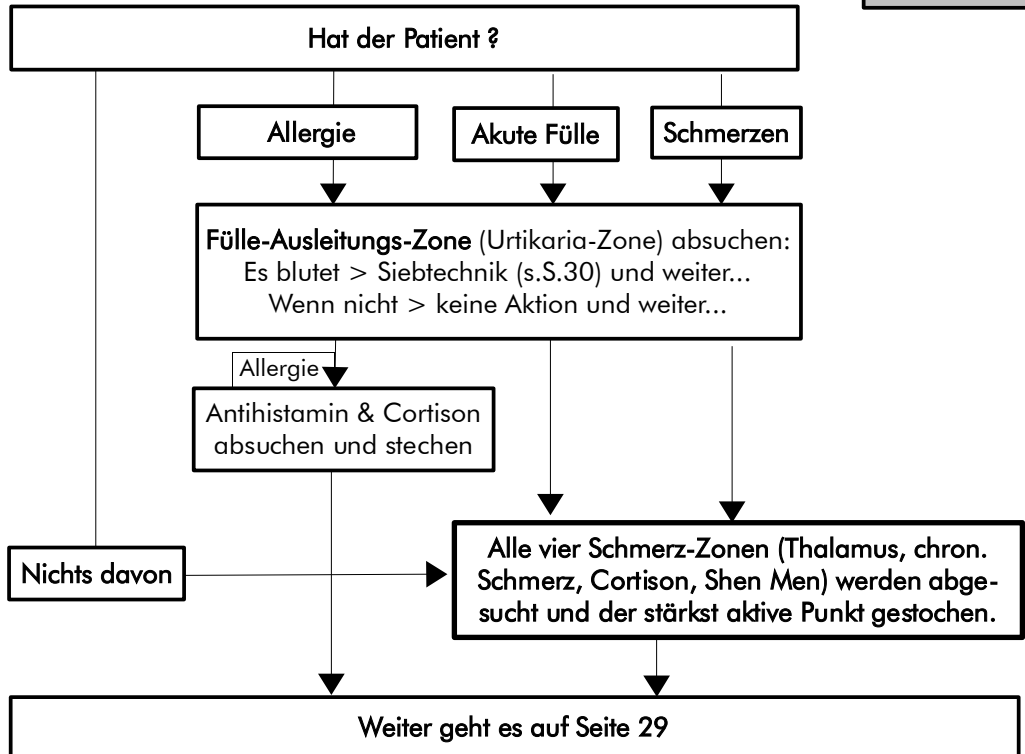 Hat der Patient ?
Allergie
Akute Fülle
Schmerzen
Fülle-Ausleitungs-Zone (Urtikaria-Zone) absuchen:
Es blutet > Siebtechnik (s.S.30) und weiter...
Wenn nicht > keine Aktion und weiter...
Allergie
Antihistamin & Cortison
absuchen und stechen
Nichts davon
Alle vier Schmerz-Zonen (Thalamus, chron.
Schmerz, Cortison, Shen Men) werden abge-
sucht und der stärkst aktive Punkt gestochen.
Weiter geht es auf Seite 29